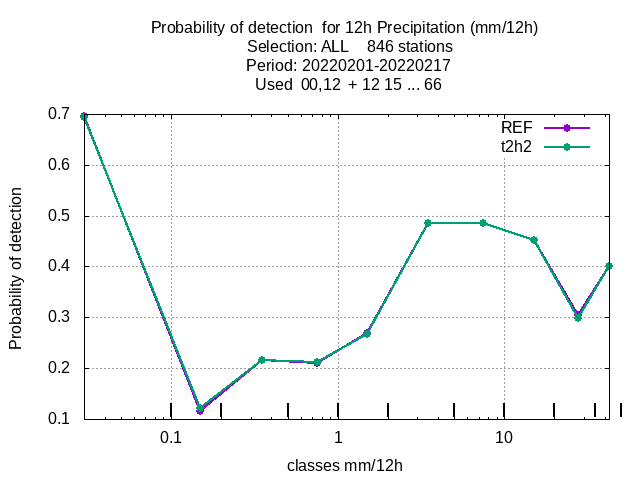 Probability of detection  for 12h Precipitation (mm/12h)
Selection: ALL    846 stations
Period: 20220201-20220217
Used  00,12  + 12 15 ... 66
REF
t2h2
Probability of detection
0.7
0.6
0.5
0.4
0.3
0.2
0.1
0.1
1
10
classes mm/12h